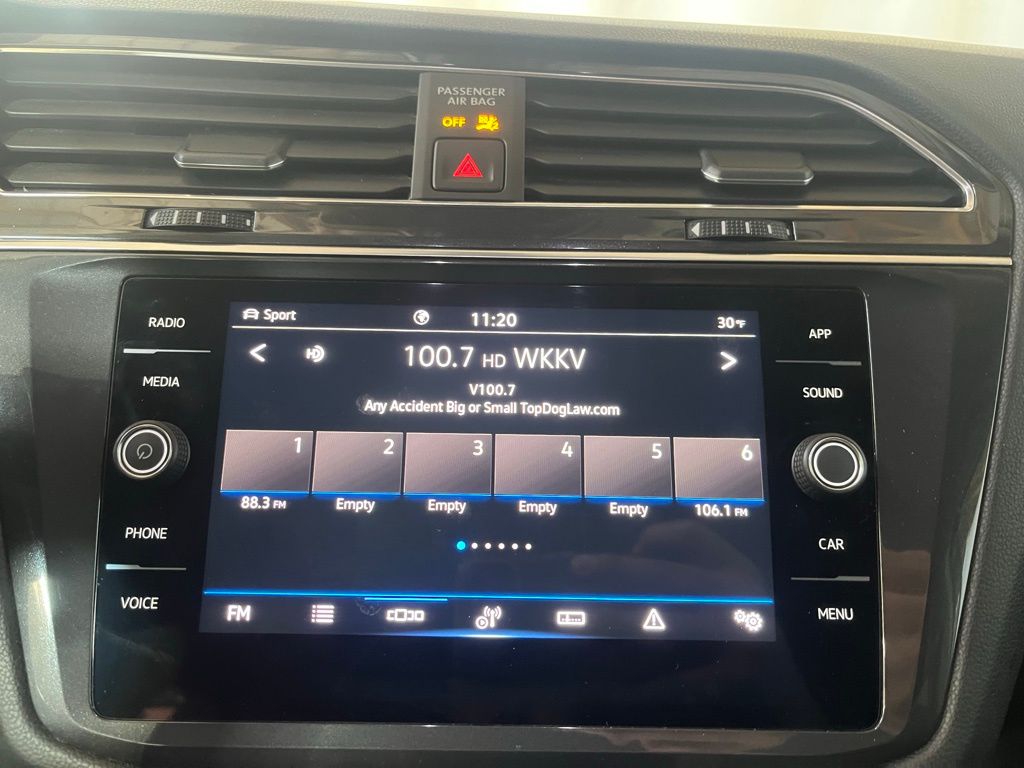 PASSENGER
AIR BAG
OFF
RADIO
MEDIA
PHONE
VOICE
Sport
11:20
30°F
HD
100.7 HD WKKV
V100.7
Any Accident Big or Small TopDogLaw.com
1 2 3 4 5 6
88.3 FM Empty Empty Empty Empty 106.1 FM
FM
APP
SOUND
CAR
MENU